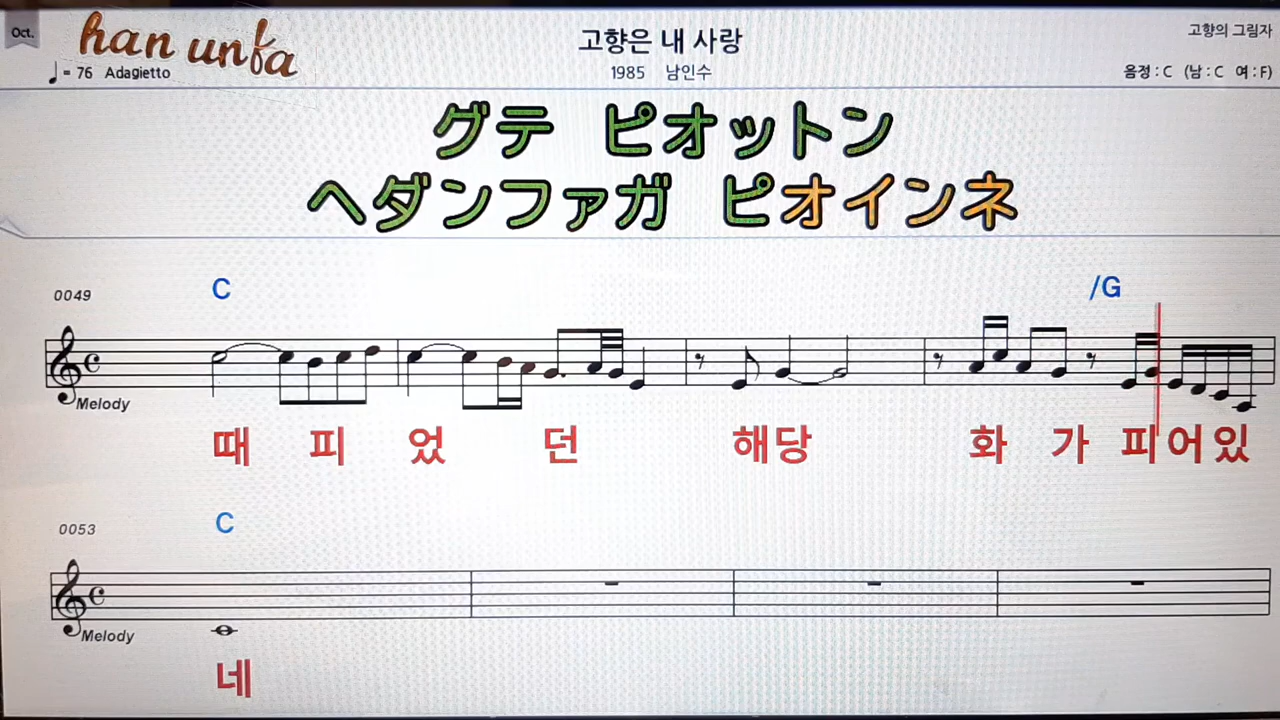 Oct.
han unfa
고향은 내 사랑
고향의 그림자
♩= 76 Adagietto
1985 남인수
음정 : C (남 : C 여 : F)
グテ ピオットン
ヘダンファガ ピオインネ
0049 C /G
Melody
때 피 었 던 해당 화 가 피어있
0053 C
Melody
네